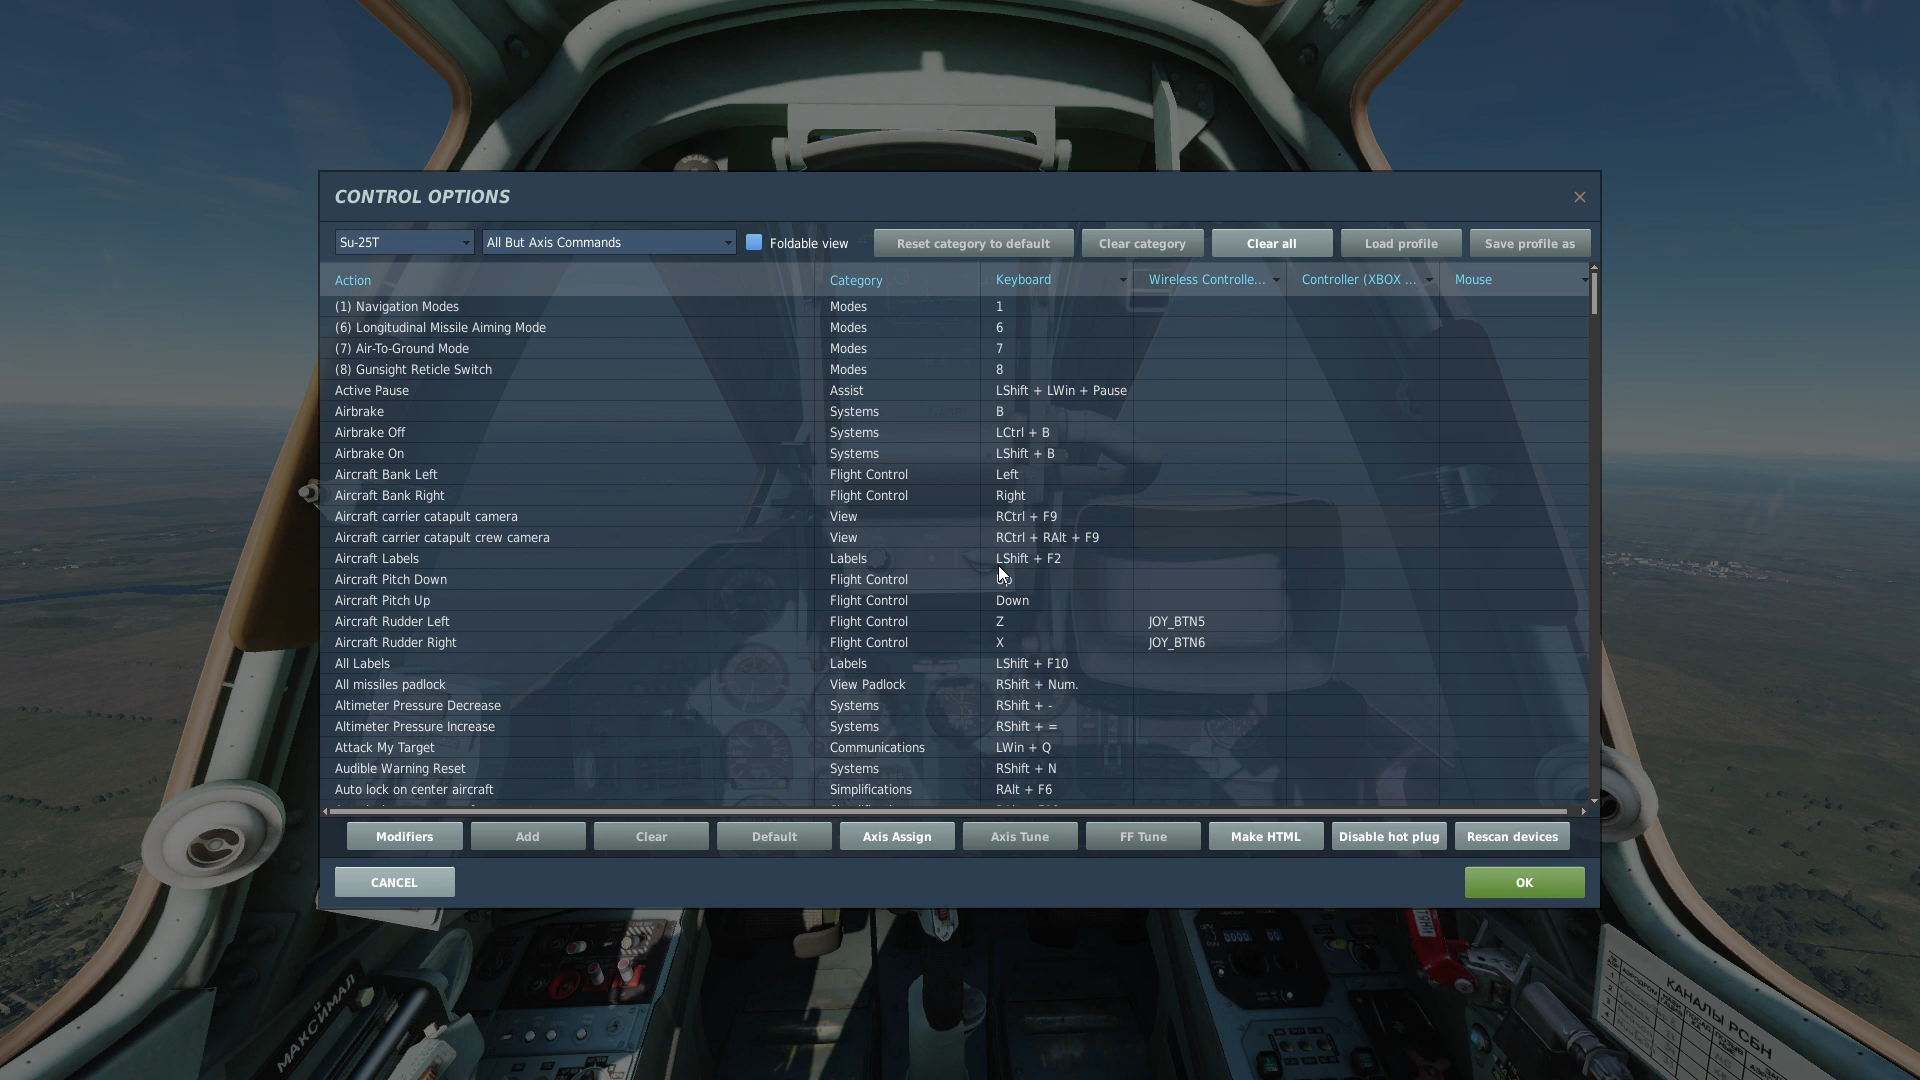 CONTROL OPTIONS
Su-25T All But Axis Commands Foldable view Reset category to default Clear category Clear all Load profile Save profile as
Action Category Keyboard Wireless Controlle... Controller (XBOX ... Mouse
(1) Navigation Modes Modes 1
(6) Longitudinal Missile Aiming Mode Modes 6
(7) Air-To-Ground Mode Modes 7
(8) Gunsight Reticle Switch Modes 8
Active Pause Assist LShift + LWin + Pause
Airbrake Systems B
Airbrake Off Systems LCtrl + B
Airbrake On Systems LShift + B
Aircraft Bank Left Flight Control Left
Aircraft Bank Right Flight Control Right
Aircraft carrier catapult camera View RCtrl + F9
Aircraft carrier catapult crew camera View RCtrl + RAlt + F9
Aircraft Labels Labels LShift + F2
Aircraft Pitch Down Flight Control
Aircraft Pitch Up Flight Control Down
Aircraft Rudder Left Flight Control Z JOY_BTN5
Aircraft Rudder Right Flight Control X JOY_BTN6
All Labels Labels LShift + F10
All missiles padlock View Padlock RShift + Num.
Altimeter Pressure Decrease Systems RShift + -
Altimeter Pressure Increase Systems RShift + =
Attack My Target Communications LWin + Q
Audible Warning Reset Systems RShift + N
Auto lock on center aircraft Simplifications RAlt + F6
Modifiers Add Clear Default Axis Assign Axis Tune FF Tune Make HTML Disable hot plug Rescan devices
CANCEL OK
МАКСИМАЛ
КАНАЛЫ РСБН